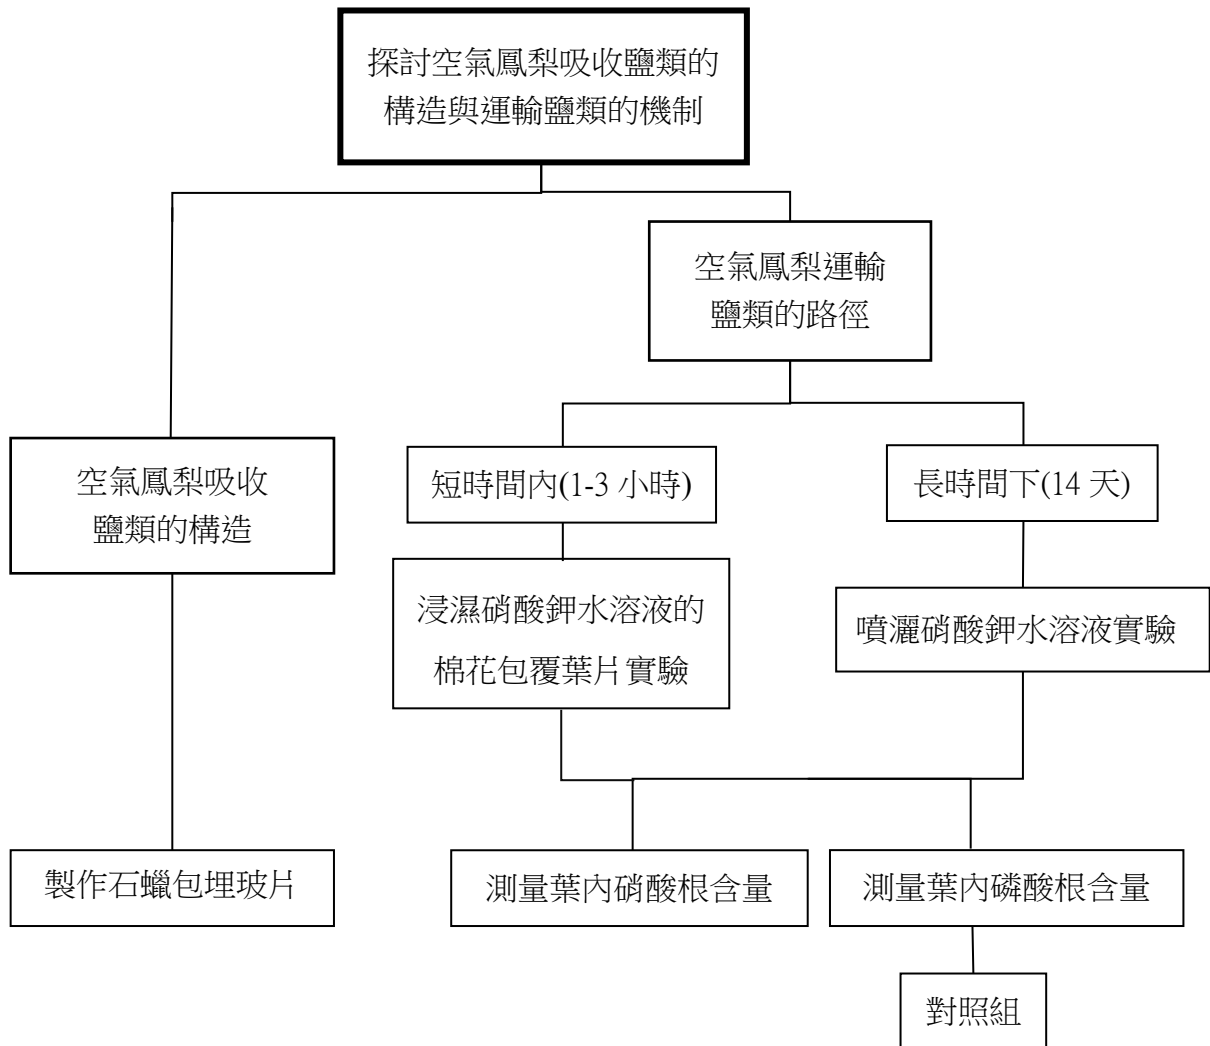 探討空氣鳳梨吸收鹽類的
構造與運輸鹽類的機制
空氣鳳梨運輸
鹽類的路徑
空氣鳳梨吸收
鹽類的構造
短時間內(1-3 小時)
長時間下(14 天)
浸濕硝酸鉀水溶液的
棉花包覆葉片實驗
噴灑硝酸鉀水溶液實驗
製作石蠟包埋玻片
測量葉內硝酸根含量
測量葉內磷酸根含量
對照組